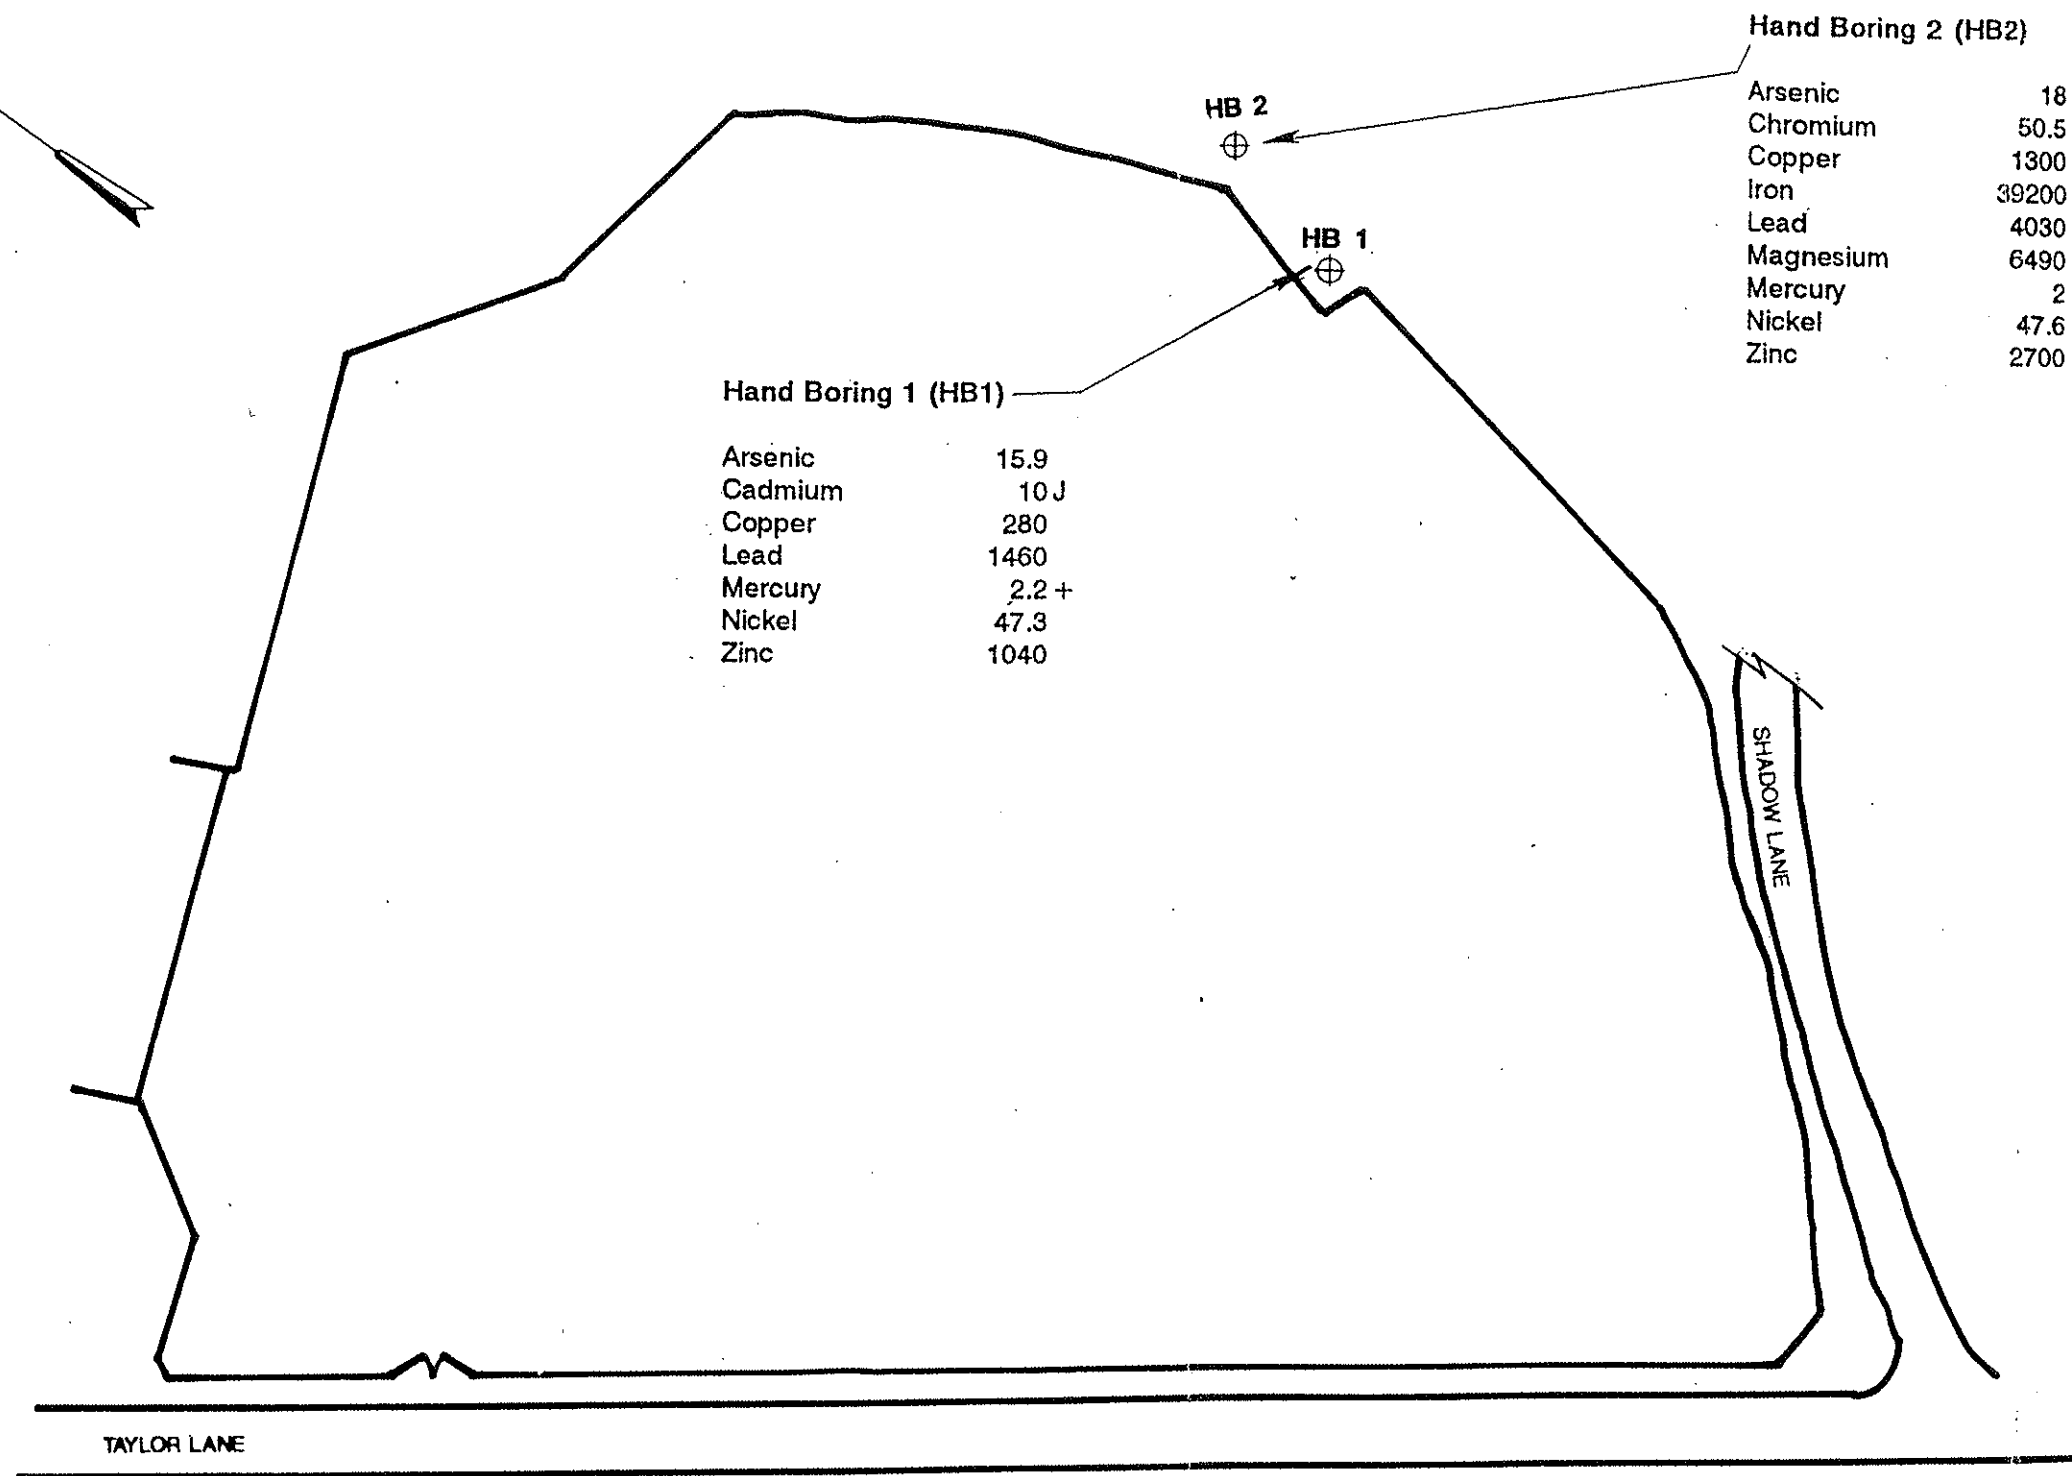 Hand Boring 2 (HB2)
Arsenic 18
Chromium 50.5
Copper 1300
Iron 39200
Lead 4030
Magnesium 6490
Mercury 2
Nickel 47.6
Zinc 2700
HB 2
HB 1
Hand Boring 1 (HB1)
Arsenic 15.9
Cadmium 10 J
Copper 280
Lead 1460
Mercury 2.2 +
Nickel 47.3
Zinc 1040
SHADOW LANE
TAYLOR LANE